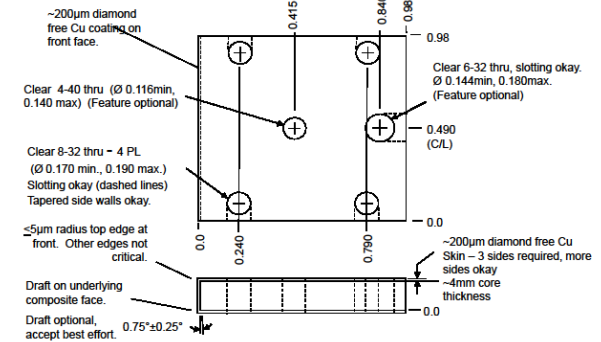 ~200µm diamond
free Cu coating on
front face.
0.415
0.840
0.98
0.98
Clear 4-40 thru (Ø 0.116min,
0.140 max) (Feature optional)
Clear 6-32 thru, slotting okay.
Ø 0.144min, 0.180max.
(Feature optional)
0.490
(C/L)
Clear 8-32 thru - 4 PL
(Ø 0.170 min., 0.190 max.)
Slotting okay (dashed lines)
Tapered side walls okay.
0.0
0.0
0.240
0.790
≤5µm radius top edge at
front. Other edges not
critical.
~200µm diamond free Cu
Skin – 3 sides required, more
sides okay
~4mm core
thickness
Draft on underlying
composite face.
0.0
Draft optional,
accept best effort.
0.75°±0.25°